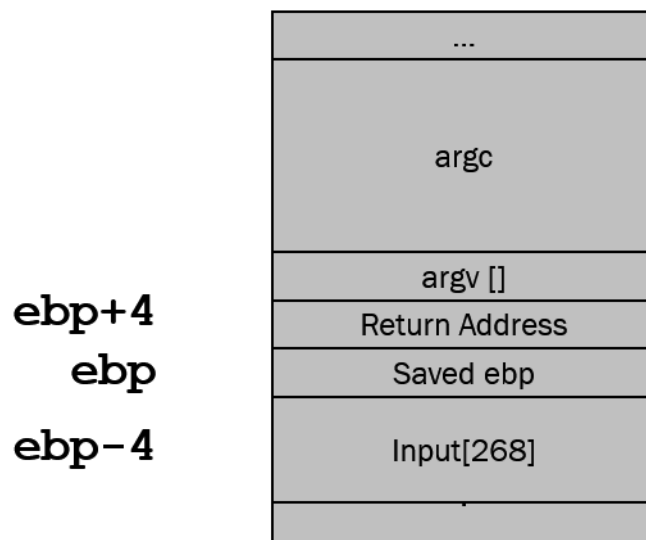 ...
argc
argv []
ebp+4
Return Address
ebp
Saved ebp
ebp-4
Input[268]